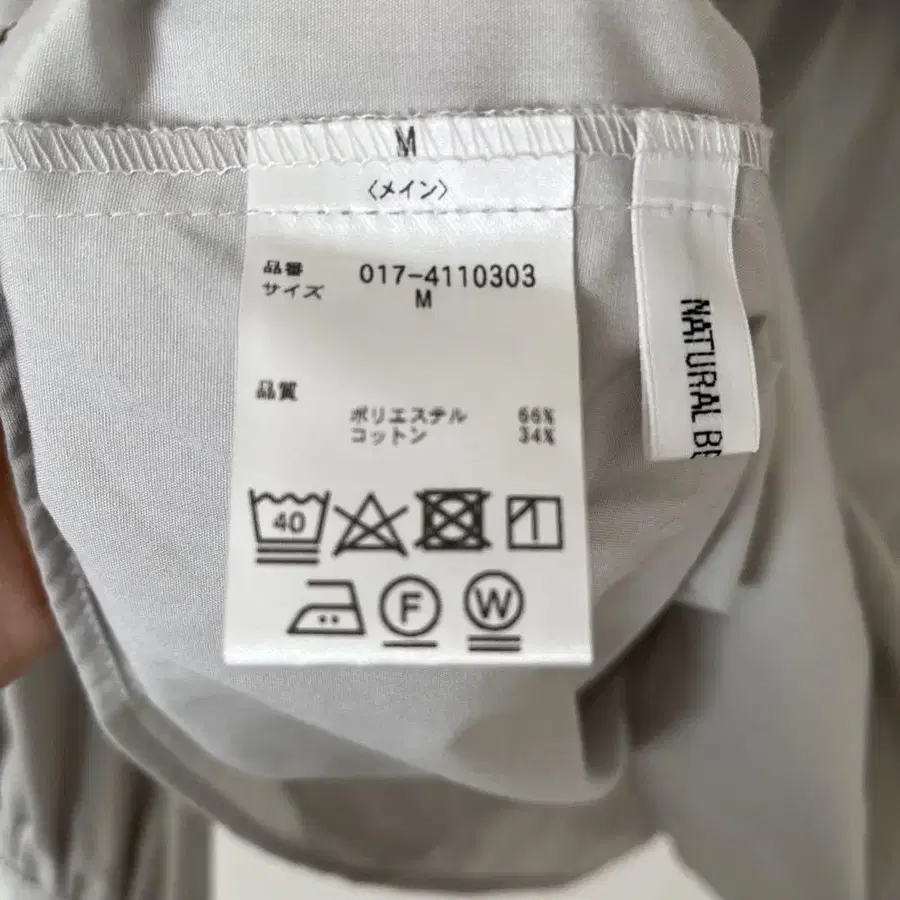 M
〈メイン〉
品番 017-4110303
サイズ M
品質
ポリエステル 66%
コットン 34%
40
F
W
NATURAL